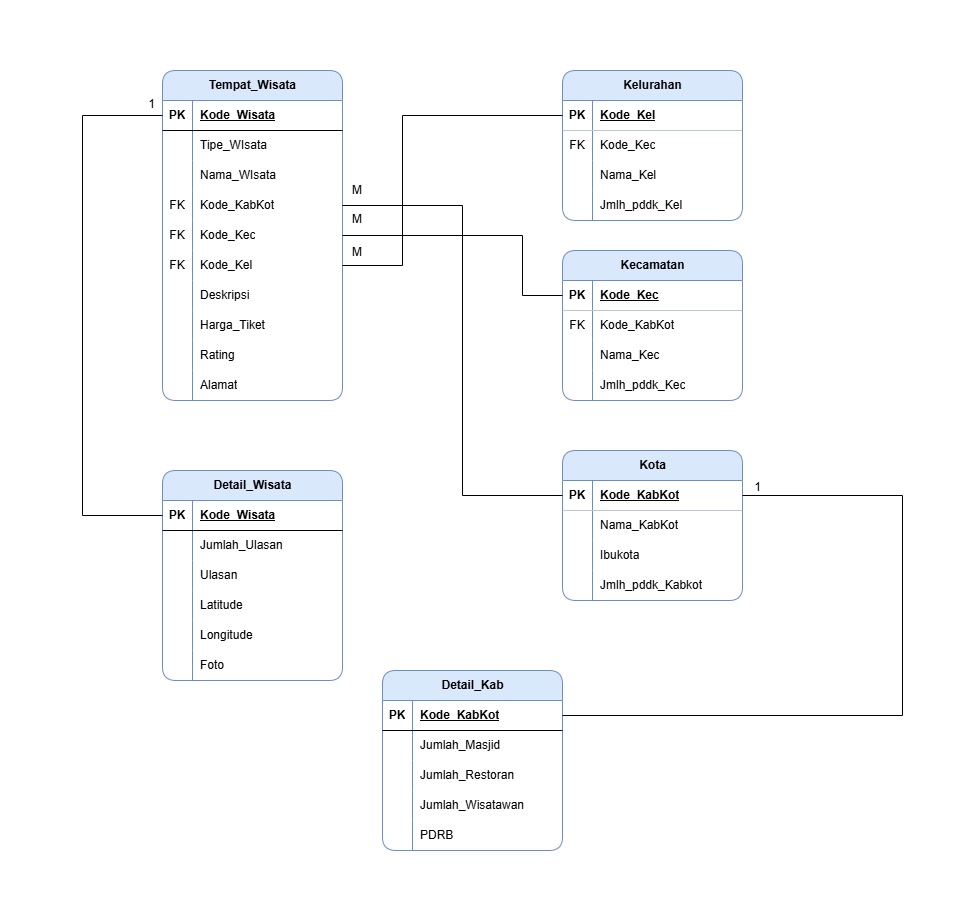 Tempat_Wisata
1
PK Kode_Wisata
Tipe_WIsata
Nama_WIsata
M
FK Kode_KabKot
M
FK Kode_Kec
M
FK Kode_Kel
Deskripsi
Harga_Tiket
Rating
Alamat
Kelurahan
PK Kode_Kel
FK Kode_Kec
Nama_Kel
Jmlh_pddk_Kel
Kecamatan
PK Kode_Kec
FK Kode_KabKot
Nama_Kec
Jmlh_pddk_Kec
Detail_Wisata
PK Kode_Wisata
Jumlah_Ulasan
Ulasan
Latitude
Longitude
Foto
Kota
PK Kode_KabKot
1
Nama_KabKot
Ibukota
Jmlh_pddk_Kabkot
Detail_Kab
PK Kode_KabKot
Jumlah_Masjid
Jumlah_Restoran
Jumlah_Wisatawan
PDRB